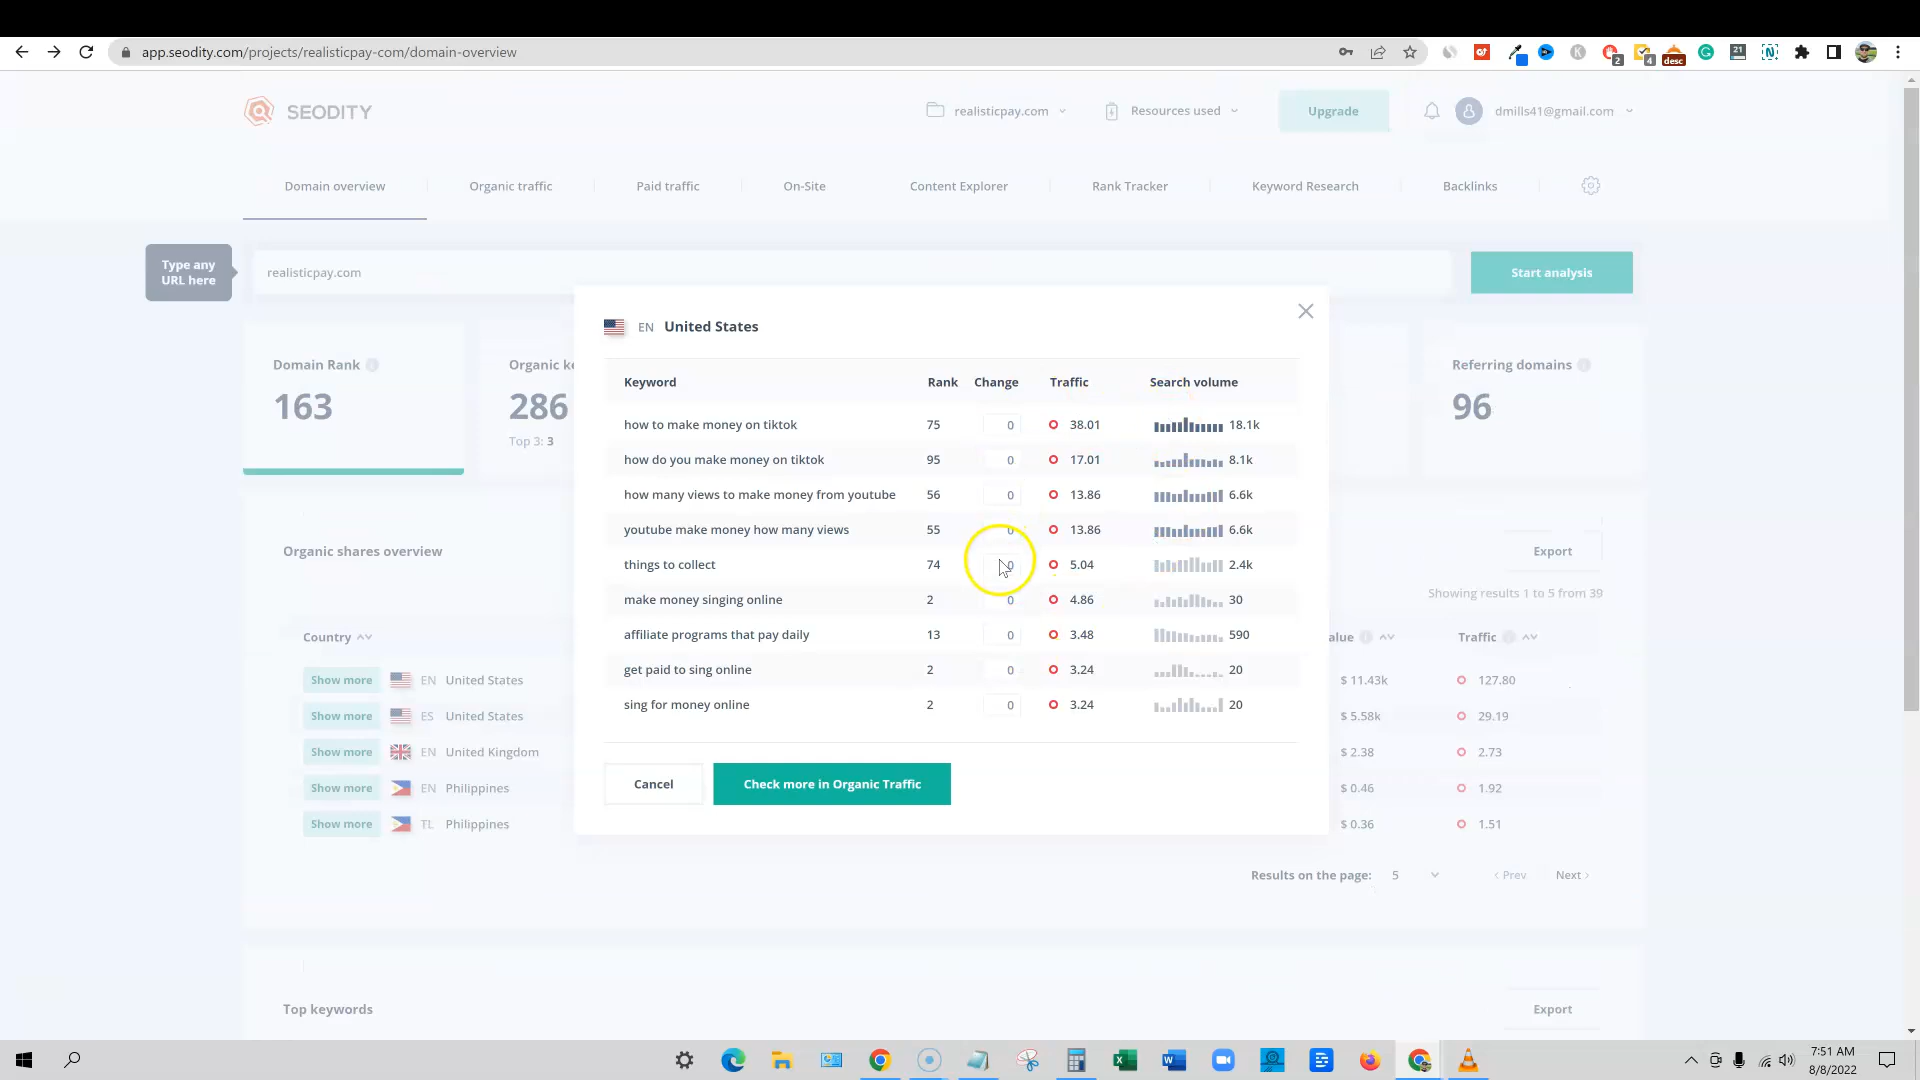 app.seodity.com/projects/realisticpay-com/domain-overview
2
4
desc
21
SEODITY
realisticpay.com
Resources used
Upgrade
dmills41@gmail.com
Domain overview
Organic traffic
Paid traffic
On-Site
Content Explorer
Rank Tracker
Keyword Research
Backlinks
Type any
URL here
realisticpay.com
Start analysis
Domain Rank
163
Organic ke
286
Top 3: 3
Referring domains
96
EN United States
Keyword Rank Change Traffic Search volume
how to make money on tiktok 75 0 38.01 18.1k
how do you make money on tiktok 95 0 17.01 8.1k
how many views to make money from youtube 56 0 13.86 6.6k
youtube make money how many views 55 0 13.86 6.6k
things to collect 74 0 5.04 2.4k
make money singing online 2 0 4.86 30
affiliate programs that pay daily 13 0 3.48 590
get paid to sing online 2 0 3.24 20
sing for money online 2 0 3.24 20
Cancel
Check more in Organic Traffic
Organic shares overview
Export
Showing results 1 to 5 from 39
Country
alue
Traffic
Show more EN United States $ 11.43k 127.80
Show more ES United States $ 5.58k 29.19
Show more EN United Kingdom $ 2.38 2.73
Show more EN Philippines $ 0.46 1.92
Show more TL Philippines $ 0.36 1.51
Results on the page: 5
Prev
Next
Top keywords
Export
7:51 AM
8/8/2022